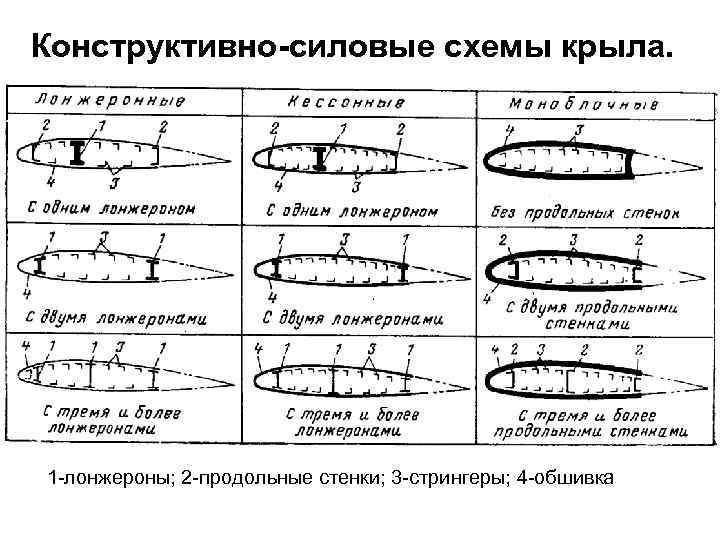 Конструктивно-силовые схемы крыла.
Лонжеронные Кессонные Моноблочные
2 1 2 2 1 2 4 3
4 3 4 3
С одним лонжероном С одним лонжероном Без продольных стенок
1 3 1 1 3 1 2 3 2
4 4 4
С двумя лонжеронами С двумя лонжеронами С двумя продольными
стенками
4 1 1 3 1 4 1 1 3 1 4 2 3 2 2
С тремя и более С тремя и более С тремя и более
лонжеронами лонжеронами продольными стенками
1-лонжероны; 2-продольные стенки; 3-стрингеры; 4-обшивка